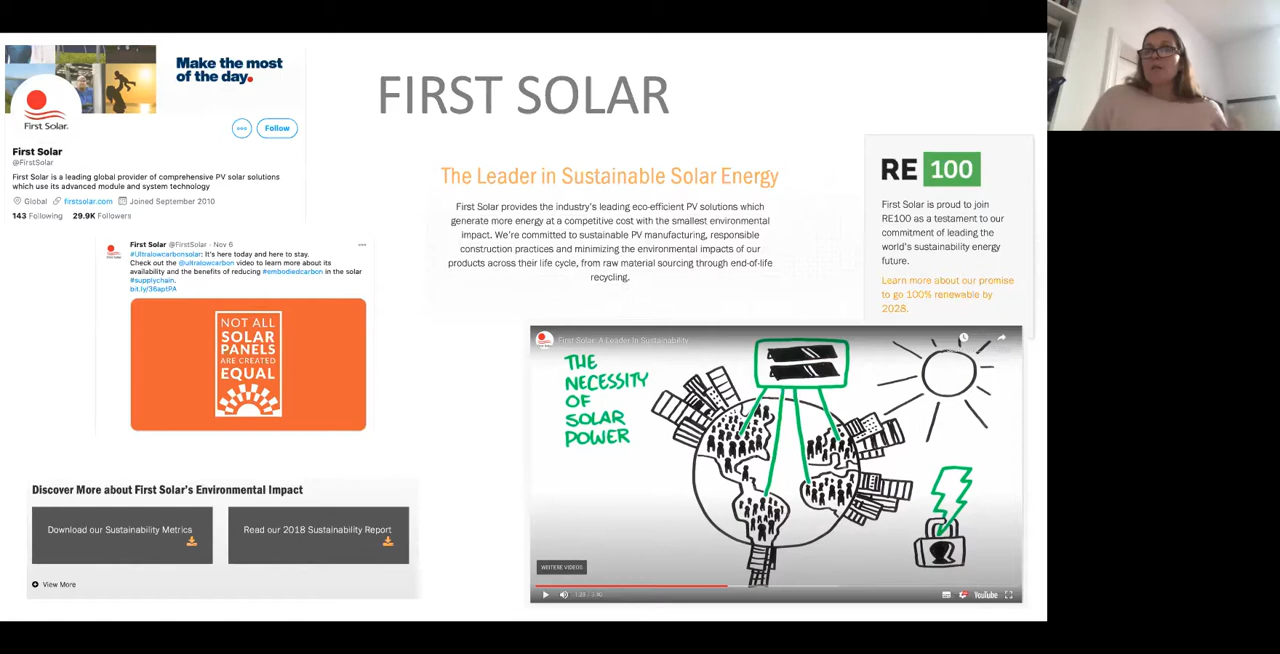 Make the most
of the day.
First Solar.
Follow
First Solar
@FirstSolar
First Solar is a leading global provider of comprehensive PV solar solutions
which use its advanced module and system technology
Global firstsolar.com Joined September 2010
143 Following 29.9K Followers
FIRST SOLAR
The Leader in Sustainable Solar Energy
First Solar provides the industry's leading eco-efficient PV solutions which
generate more energy at a competitive cost with the smallest environmental
impact. We're committed to sustainable PV manufacturing, responsible
construction practices and minimizing the environmental impacts of our
products across their life cycle, from raw material sourcing through end-of-life
recycling.
RE 100
First Solar is proud to join
RE100 as a testament to our
commitment of leading the
world's sustainability energy
future.
Learn more about our promise
to go 100% renewable by
2028.
First Solar @FirstSolar · Nov 6
#Ultralowcarbonsolar: It's here today and here to stay.
Check out the @ultralowcarbon video to learn more about its
availability and the benefits of reducing #embodiedcarbon in the solar
#supplychain.
bit.ly/36aptPA
NOT ALL
SOLAR
PANELS
ARE CREATED
EQUAL
First Solar: A Leader In Sustainability
THE
NECESSITY
OF
SOLAR
POWER
WEITERE VIDEOS
YouTube
Discover More about First Solar's Environmental Impact
Download our Sustainability Metrics
Read our 2018 Sustainability Report
View More